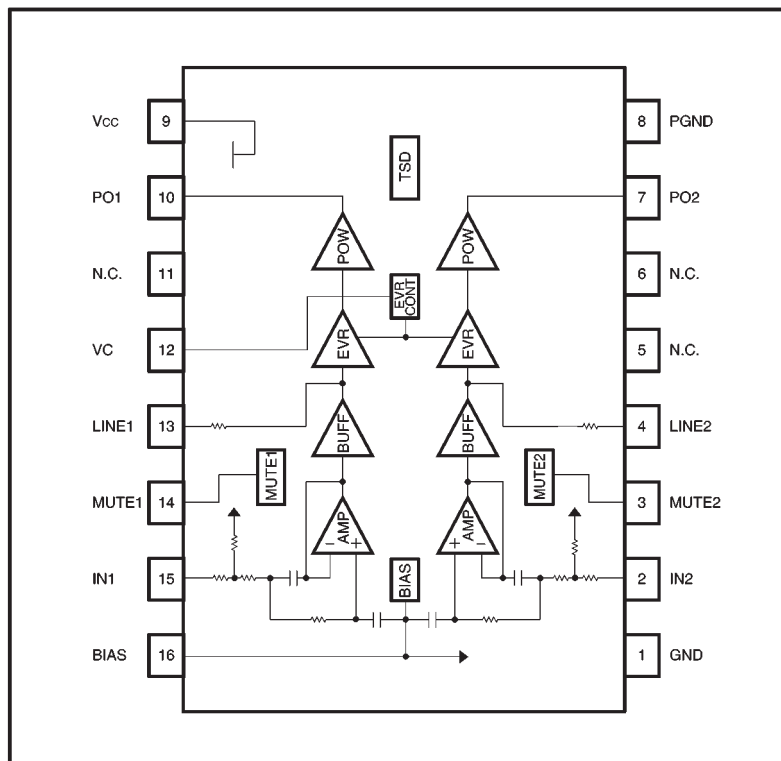 Vcc 9
TSD
8 PGND
PO1 10
7 PO2
POW
POW
N.C. 11
6 N.C.
EVR CONT
VC 12
EVR
EVR
5 N.C.
LINE1 13
BUFF
BUFF
4 LINE2
MUTE1 14
MUTE1
MUTE2
3 MUTE2
AMP
AMP
- +
+ -
IN1 15
BIAS
2 IN2
BIAS 16
1 GND